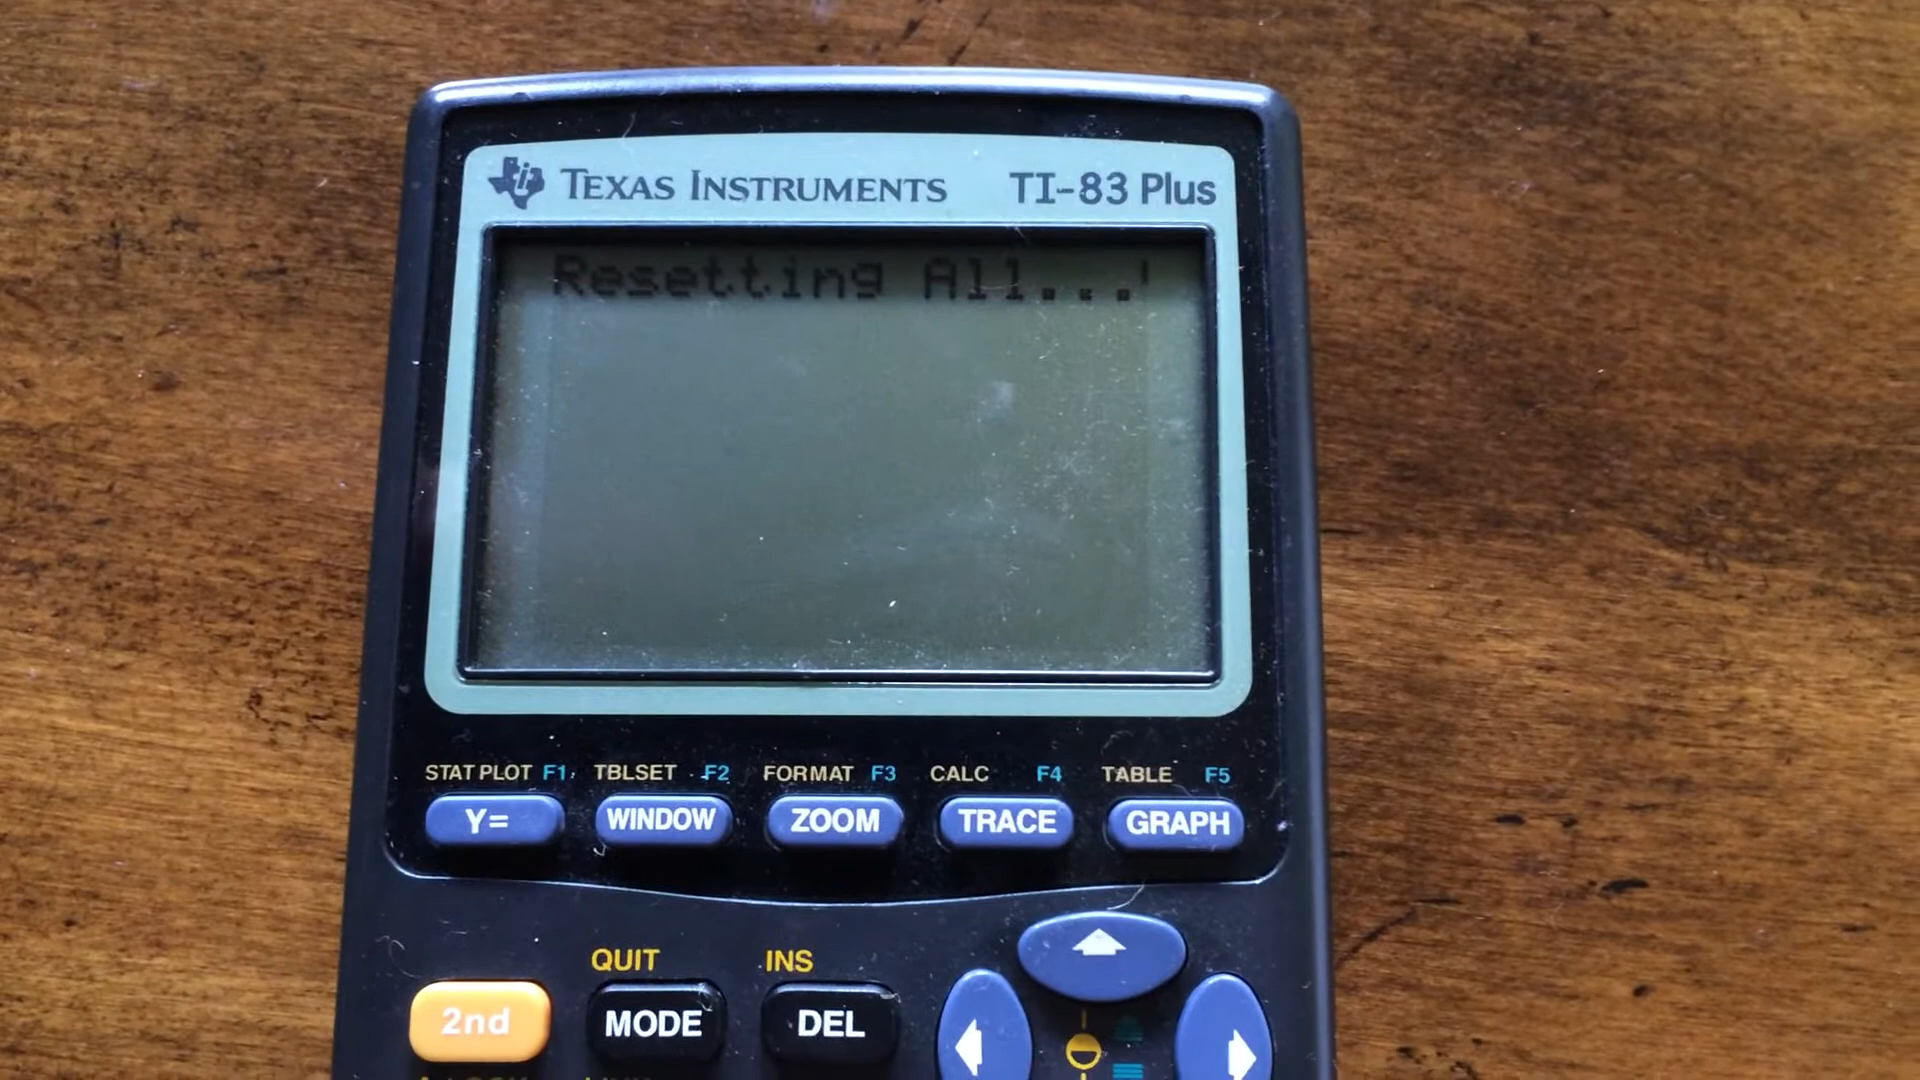 TEXAS INSTRUMENTS TI-83 Plus
Resetting All...
STAT PLOT F1 TBLSET F2 FORMAT F3 CALC F4 TABLE F5
Y= WINDOW ZOOM TRACE GRAPH
QUIT INS
2nd MODE DEL